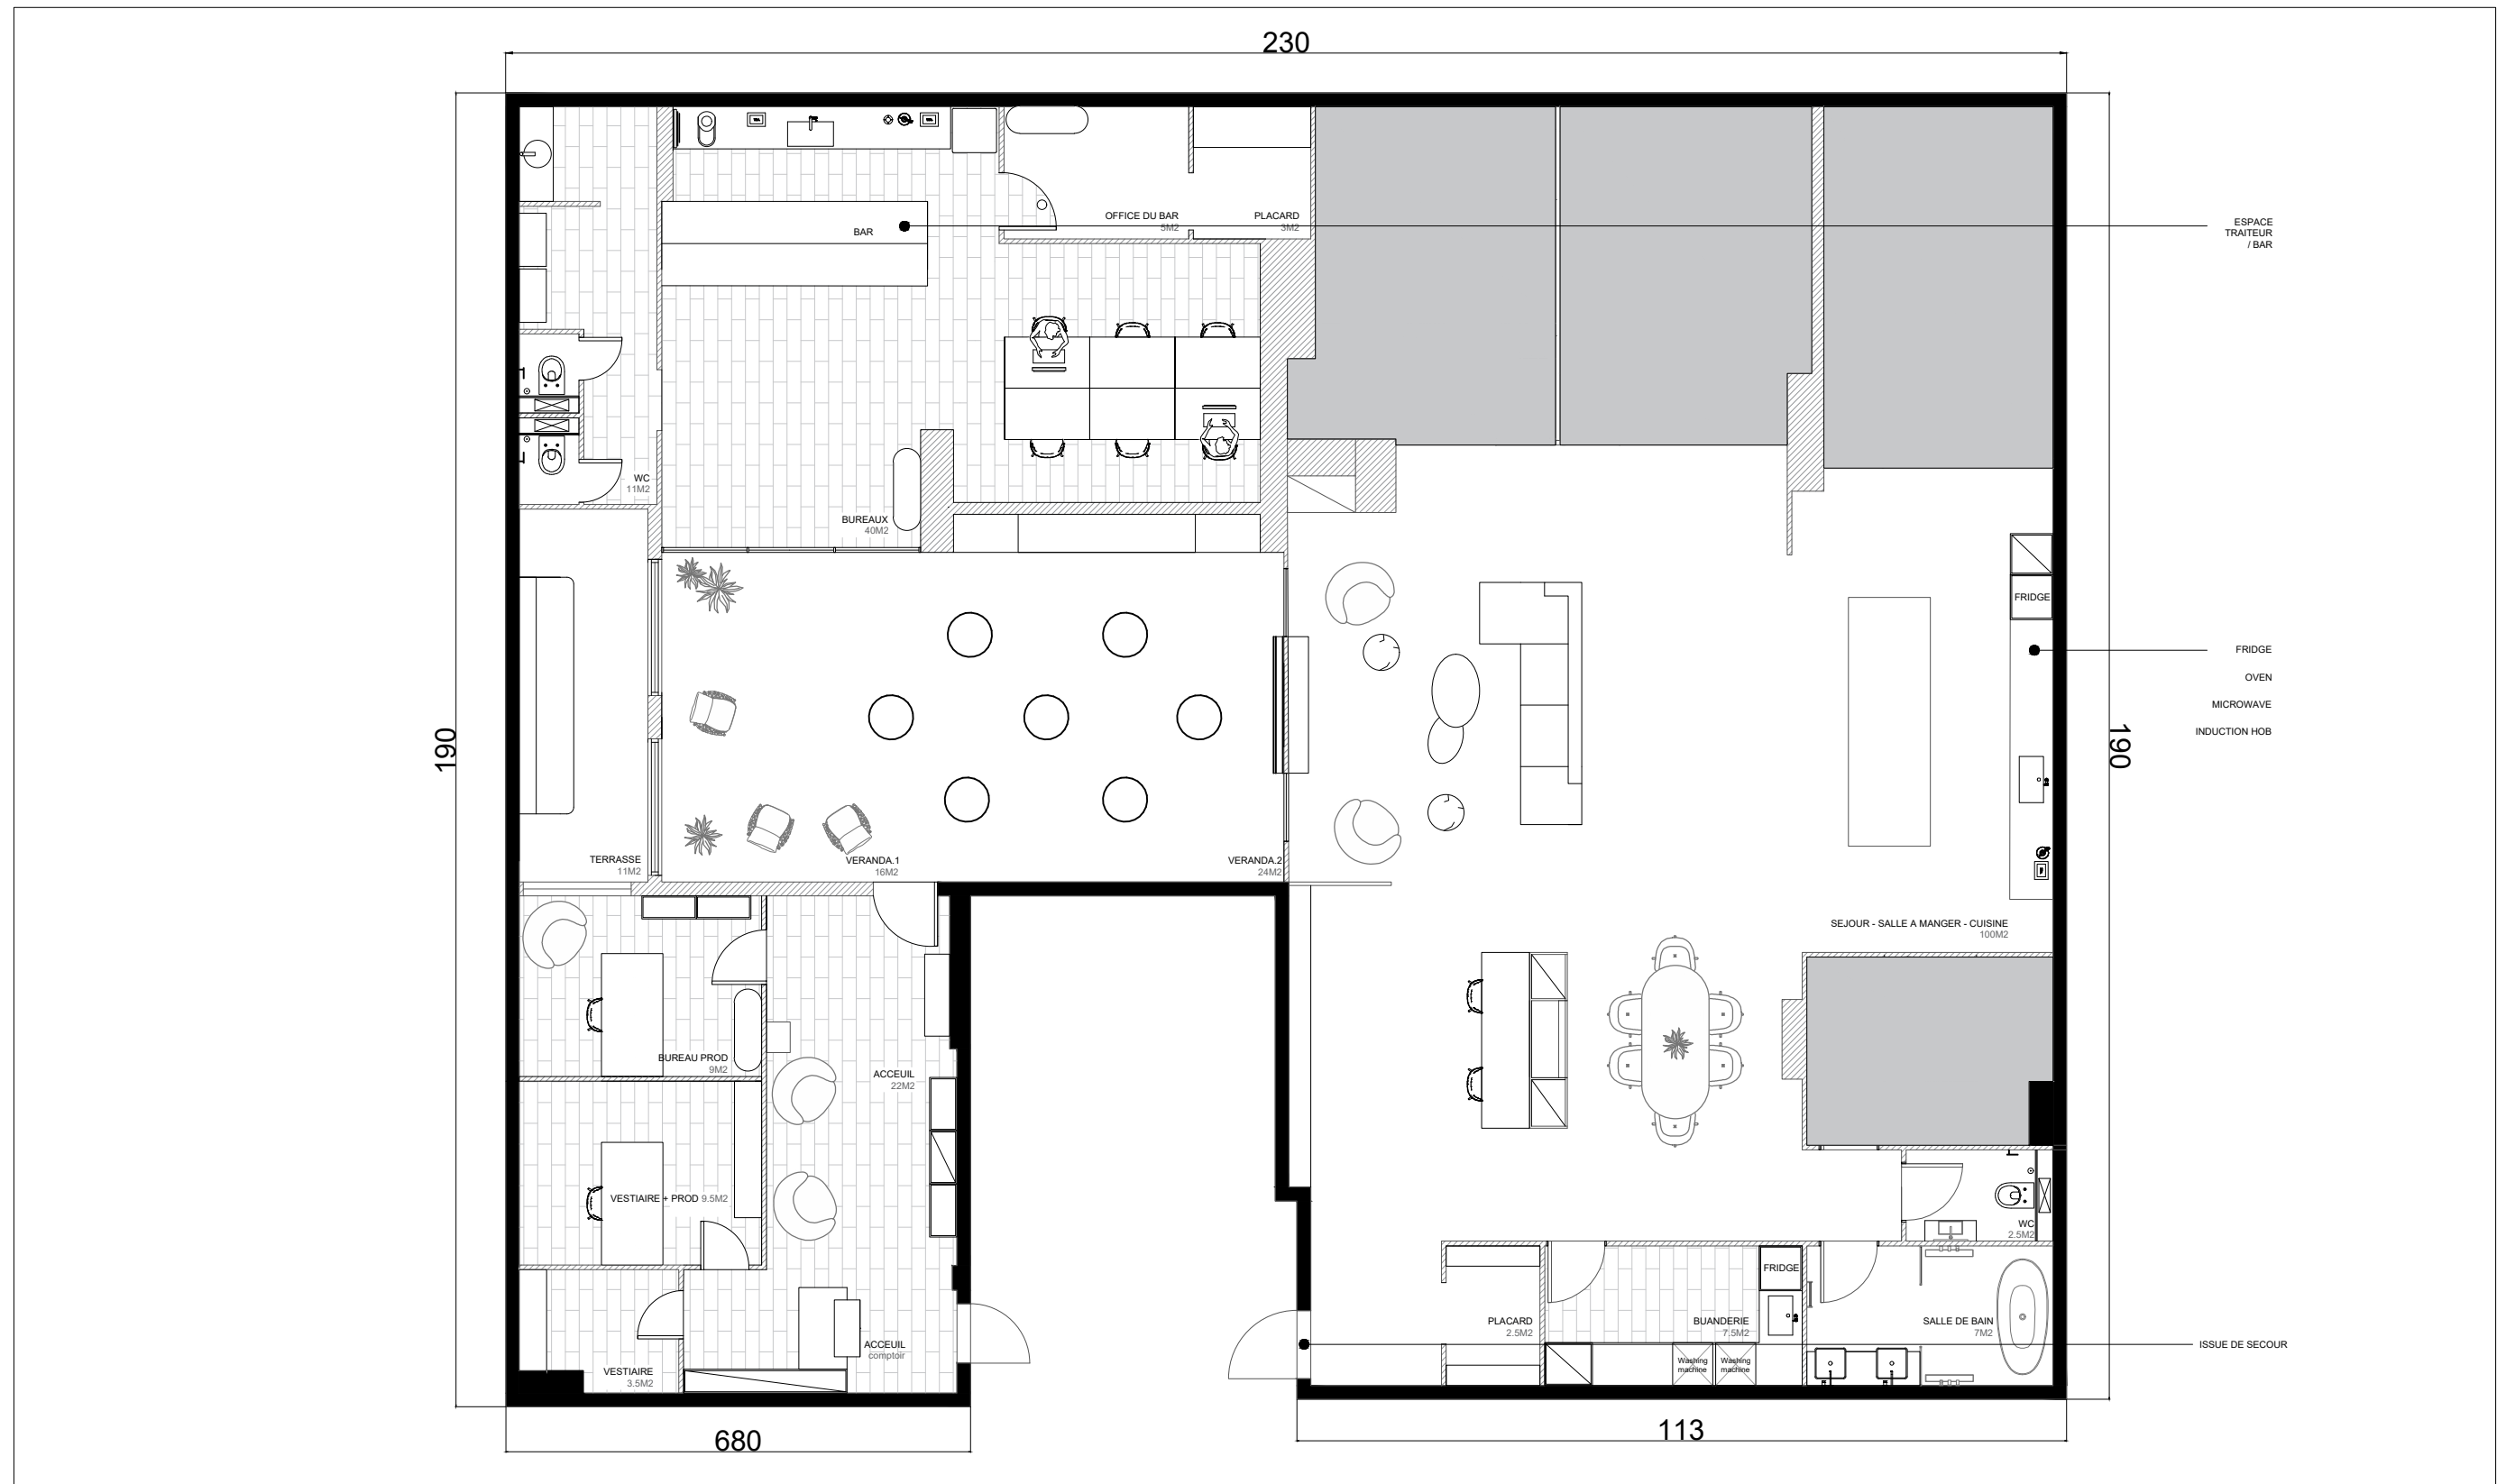 230
OFFICE DU BAR
5M2
PLACARD
3M2
BAR
ESPACE
TRAITEUR
/ BAR
WC
11M2
BUREAUX
40M2
FRIDGE
FRIDGE
OVEN
MICROWAVE
INDUCTION HOB
190
190
TERRASSE
11M2
VERANDA.1
16M2
VERANDA.2
24M2
SEJOUR - SALLE A MANGER - CUISINE
100M2
BUREAU PROD
9M2
ACCEUIL
22M2
VESTIAIRE + PROD 9.5M2
WC
2.5M2
FRIDGE
PLACARD
2.5M2
BUANDERIE
7.5M2
SALLE DE BAIN
7M2
ACCEUIL
comptoir
ISSUE DE SECOUR
VESTIAIRE
3.5M2
Washing
machine
Washing
machine
680
113